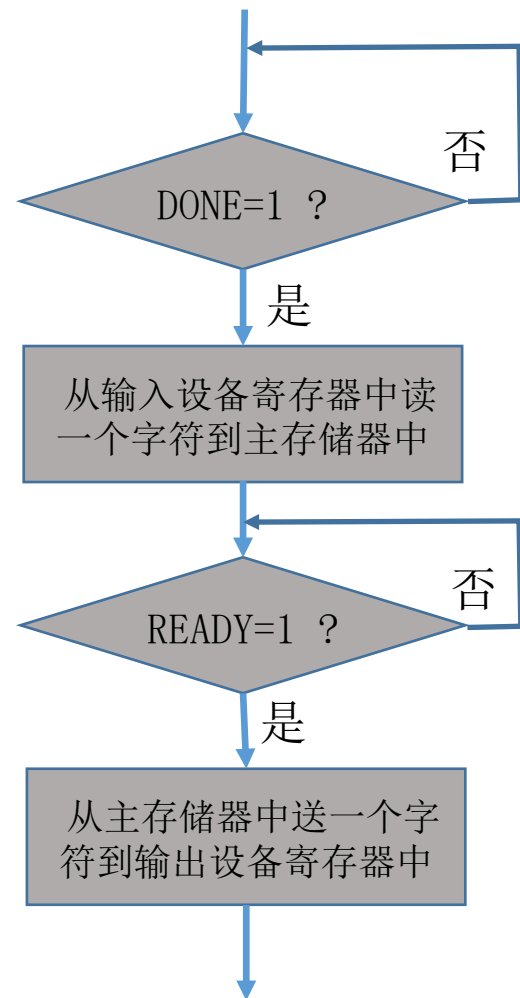 否
DONE=1 ?
是
从输入设备寄存器中读
一个字符到主存储器中
否
READY=1 ?
是
从主存储器中送一个字
符到输出设备寄存器中